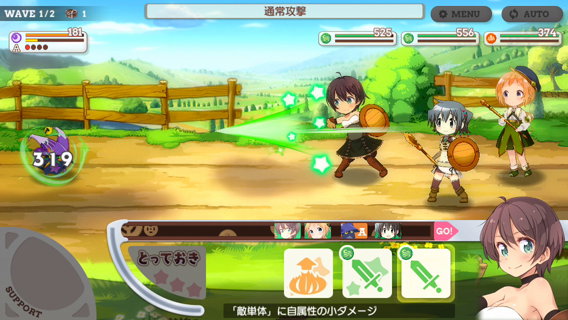 WAVE 1/2 1
通常攻撃
MENU
AUTO
181
A
525
556
374
319
A
GO!
とっておき
SUPPORT
「敵単体」に自属性の小ダメージ